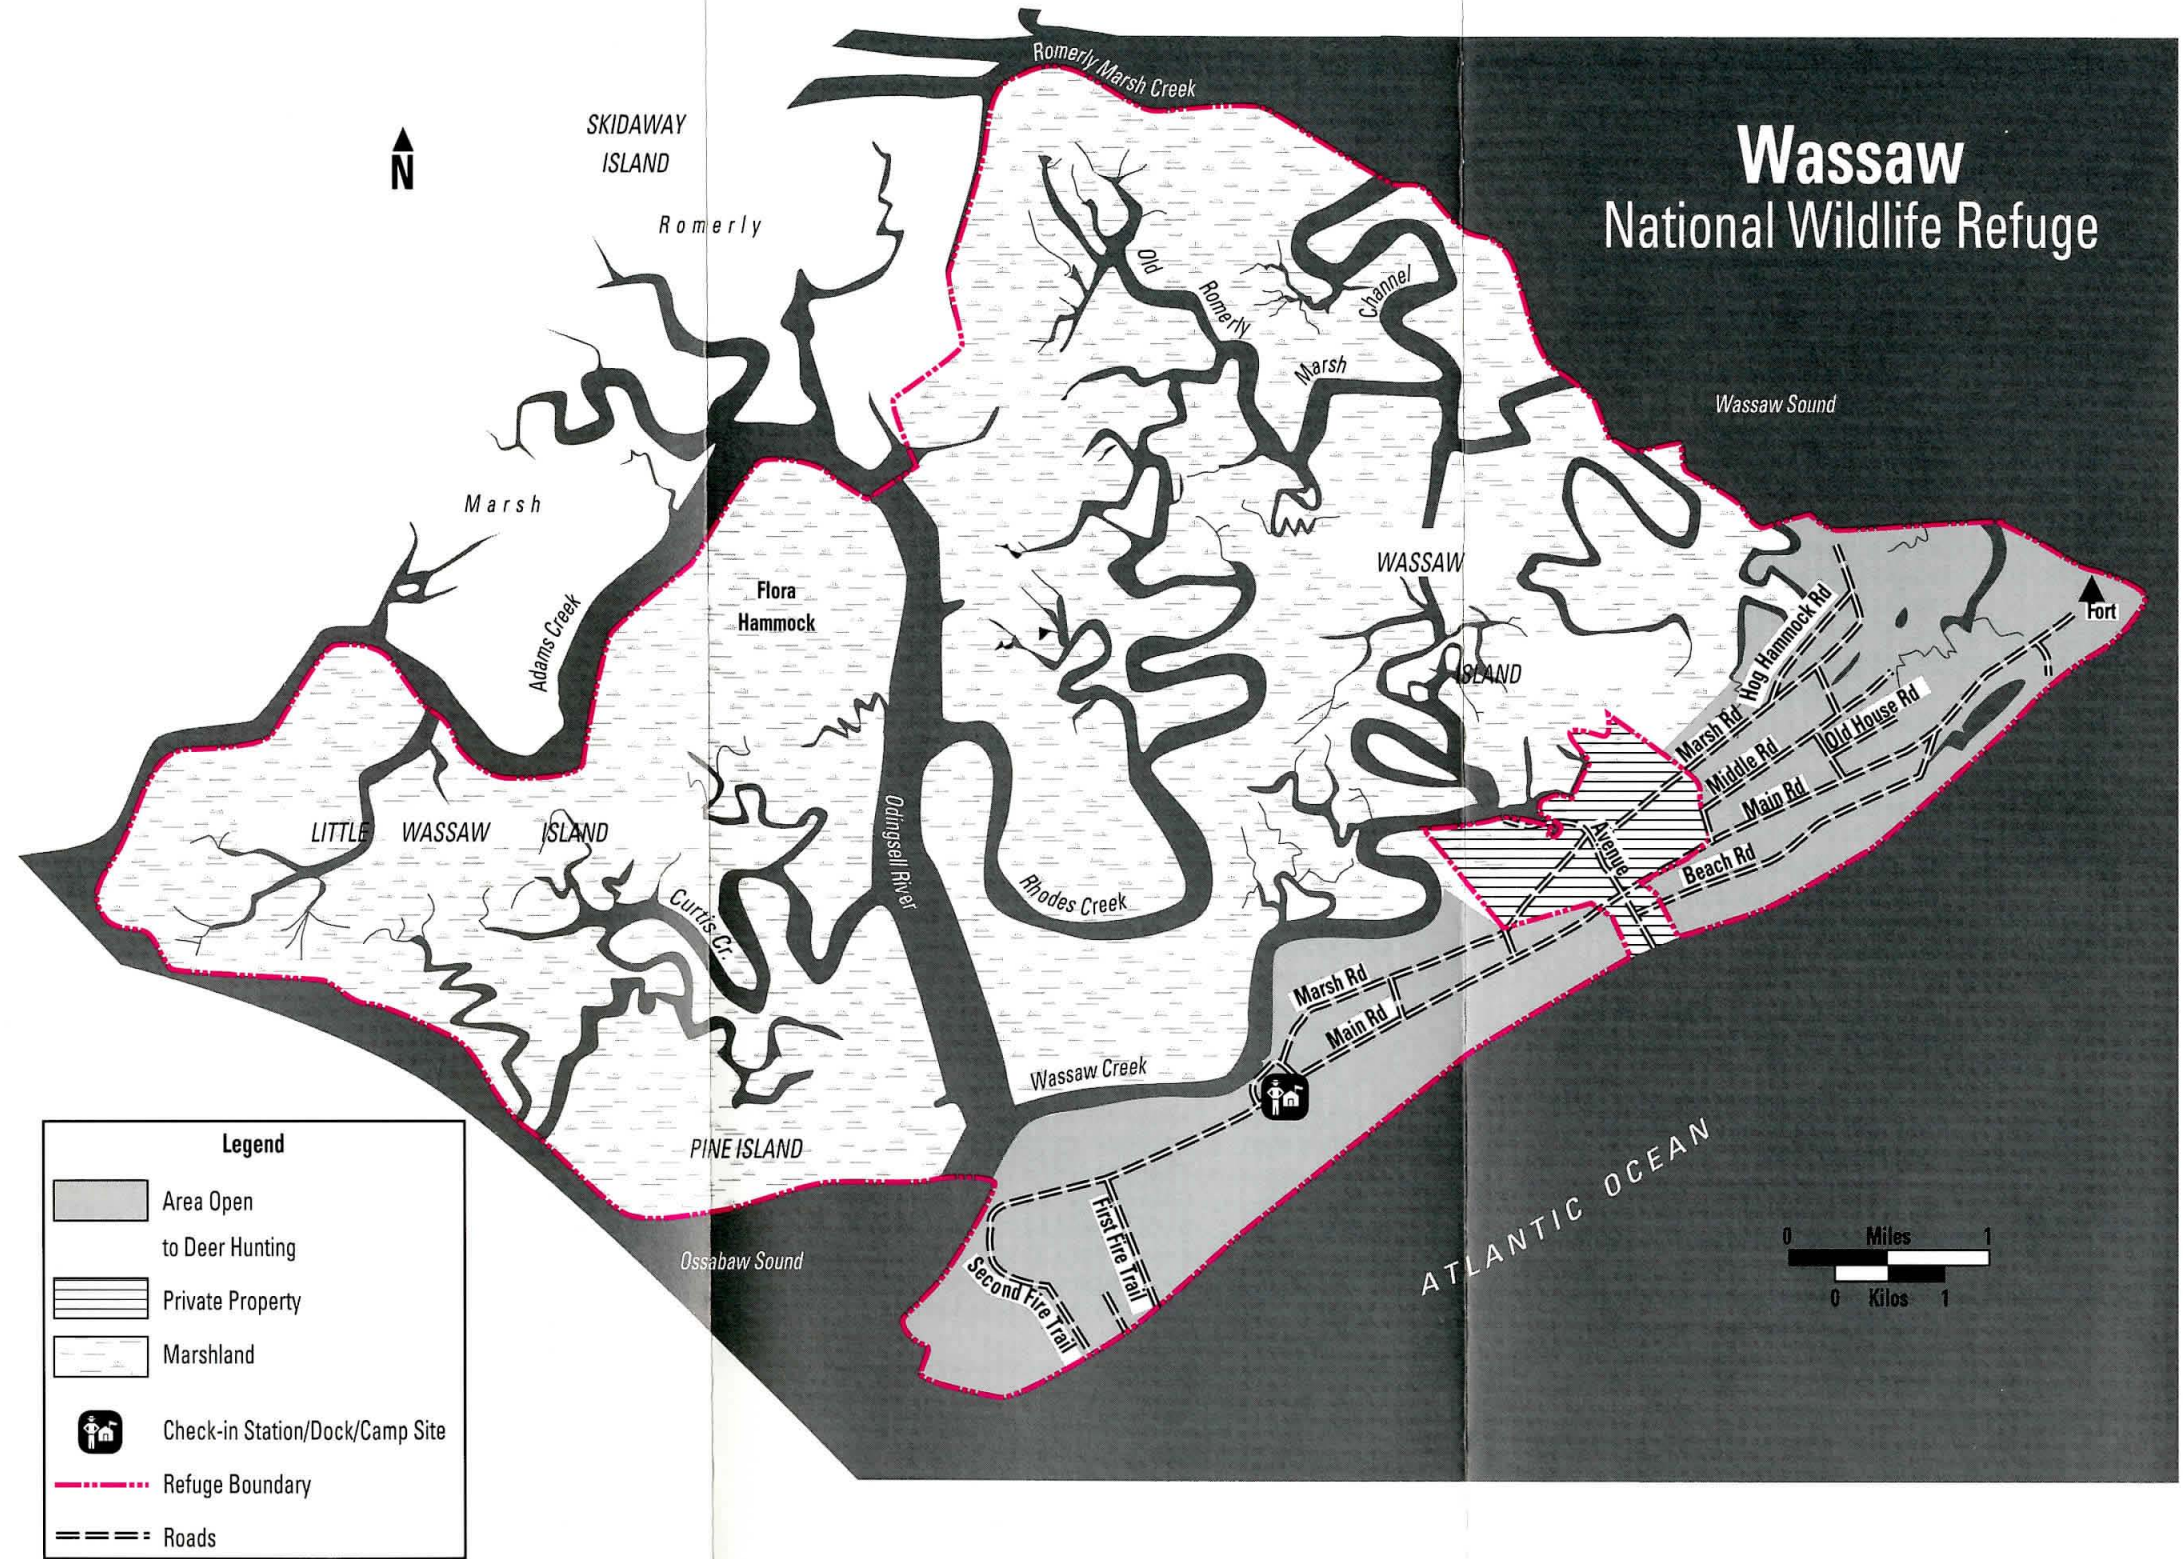 Wassaw
National Wildlife Refuge
N
SKIDAWAY
ISLAND
Romerly
Marsh
Romerly Marsh Creek
Old
Romerly
Marsh
Channel
Wassaw Sound
WASSAW
ISLAND
Fort
Flora
Hammock
Adams Creek
Hog Hammock Rd
Marsh Rd
Middle Rd
Old House Rd
Main Rd
Beach Rd
Avenue
LITTLE WASSAW ISLAND
Odingsell River
Curtis Cr.
Rhodes Creek
Marsh Rd
Main Rd
Wassaw Creek
PINE ISLAND
Ossabaw Sound
First Fire Trail
Second Fire Trail
ATLANTIC OCEAN
0 Miles 1
0 Kilos 1
Legend
Area Open
to Deer Hunting
Private Property
Marshland
Check-in Station/Dock/Camp Site
Refuge Boundary
Roads